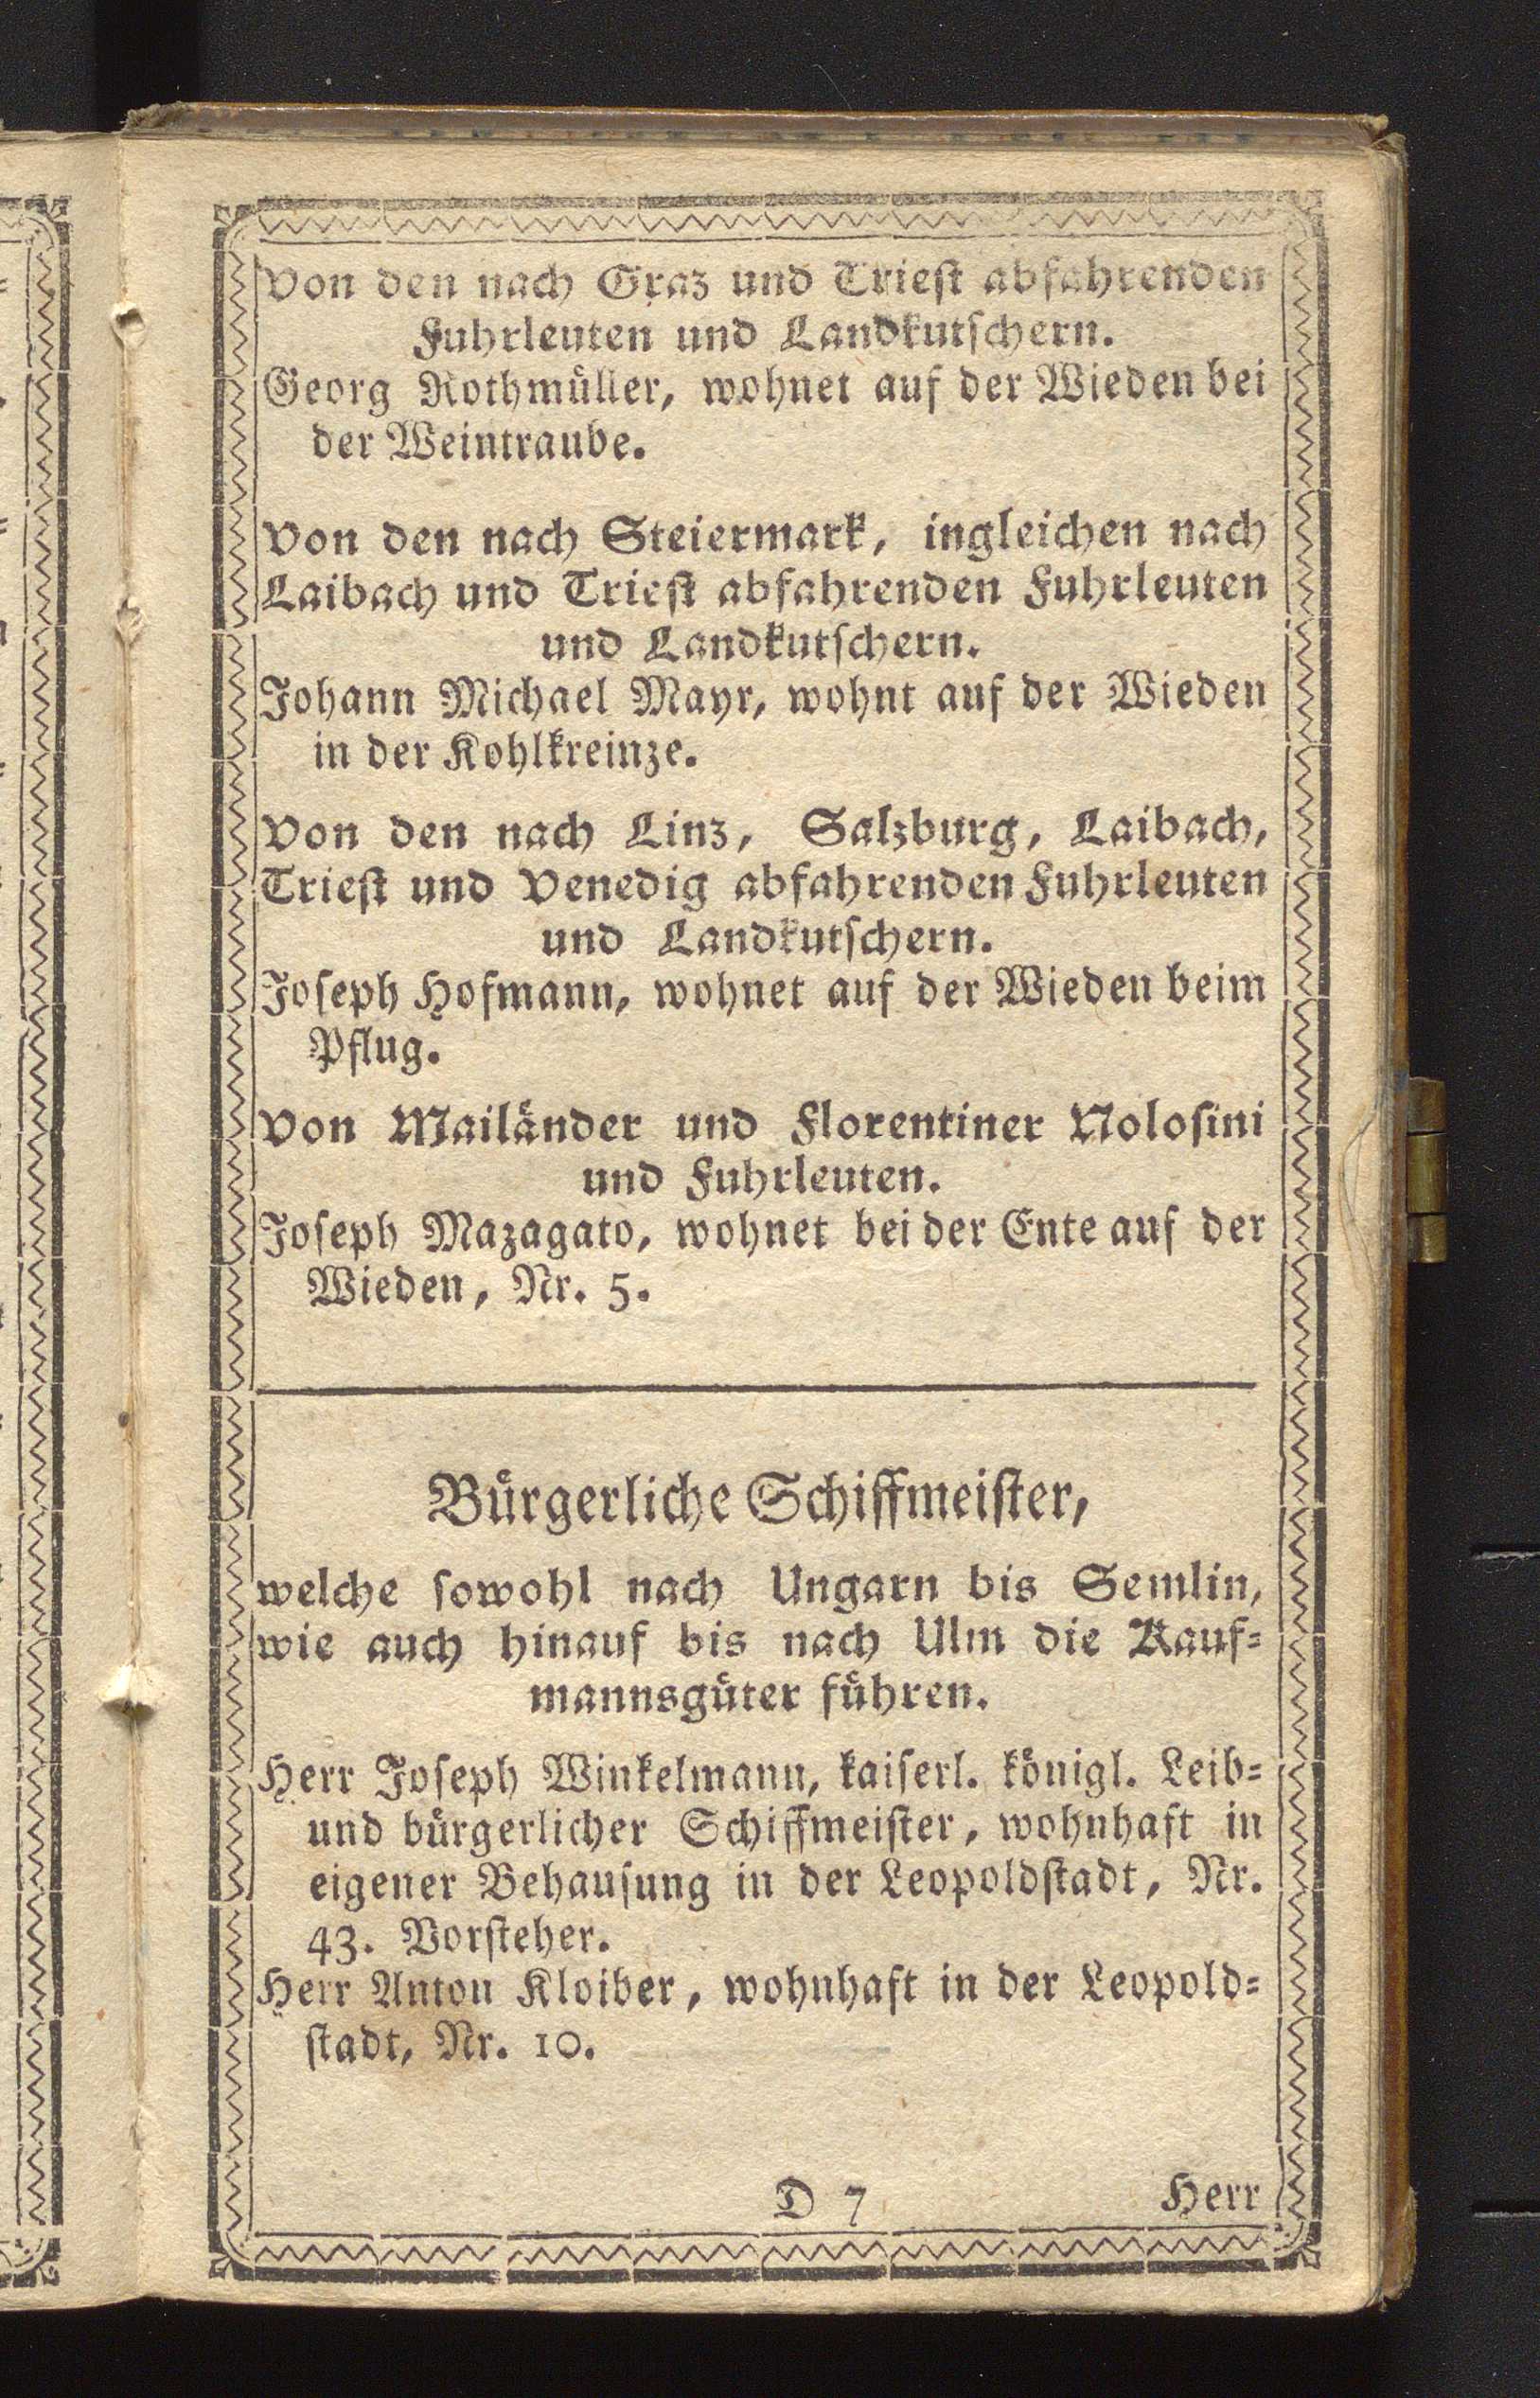 Von den nach Graz und Triest abfahrenden
Fuhrleuten und Landkutschern.
Georg Rothmüller, wohnet auf der Wieden bei
der Weintraube.
Von den nach Steiermark, ingleichen nach
Laibach und Triest abfahrenden Fuhrleuten
und Landkutschern.
Johann Michael Mayr, wohnt auf der Wieden
in der Kohlkreinze.
Von den nach Linz, Salzburg, Laibach,
Triest und Venedig abfahrenden Fuhrleuten
und Landkutschern.
Joseph Hofmann, wohnet auf der Wieden beim
Pflug.
Von Mailänder und Florentiner Nolosini
und Fuhrleuten.
Joseph Mazagato, wohnet bei der Ente auf der
Wieden, Nr. 5.
Bürgerliche Schiffmeister,
welche sowohl nach Ungarn bis Semlin,
wie auch hinauf bis nach Ulm die Kauf=
mannsgüter führen.
Herr Joseph Winkelmann, kaiserl. königl. Leib=
und bürgerlicher Schiffmeister, wohnhaft in
eigener Behausung in der Leopoldstadt, Nr.
43. Vorsteher.
Herr Anton Kloiber, wohnhaft in der Leopold=
stadt, Nr. 10.
D 7 Herr